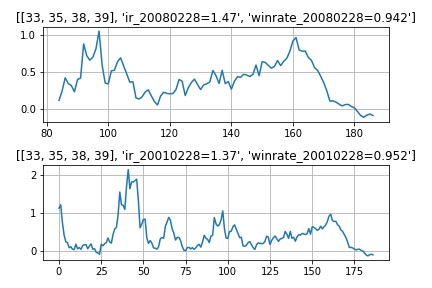 [[33, 35, 38, 39], 'ir_20080228=1.47', 'winrate_20080228=0.942']
1.0
0.5
0.0
80 100 120 140 160 180
[[33, 35, 38, 39], 'ir_20010228=1.37', 'winrate_20010228=0.952']
2
1
0
0 25 50 75 100 125 150 175